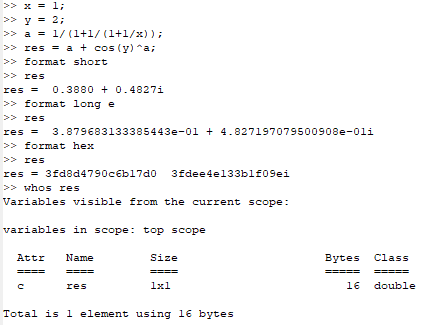 >> x = 1;
>> y = 2;
>> a = 1/(1+1/(1+1/x));
>> res = a + cos(y)^a;
>> format short
>> res
res =  0.3880 + 0.4827i
>> format long e
>> res
res =  3.879683133385443e-01 + 4.827197079500908e-01i
>> format hex
>> res
res = 3fd8d4790c6b17d0  3fdee4e133b1f09ei
>> whos res
Variables visible from the current scope:
variables in scope: top scope
Attr   Name   Size   Bytes  Class
====   ====   ====   =====  =====
c   res   1x1   16  double
Total is 1 element using 16 bytes